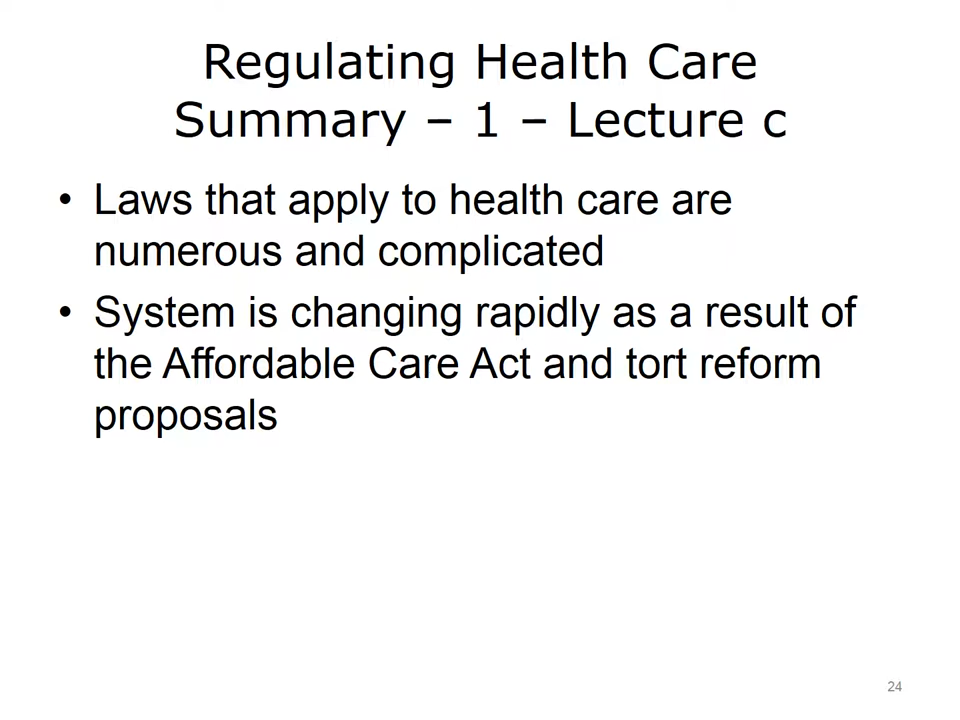 Regulating Health Care
Summary – 1 – Lecture c
• Laws that apply to health care are
numerous and complicated
• System is changing rapidly as a result of
the Affordable Care Act and tort reform
proposals
24